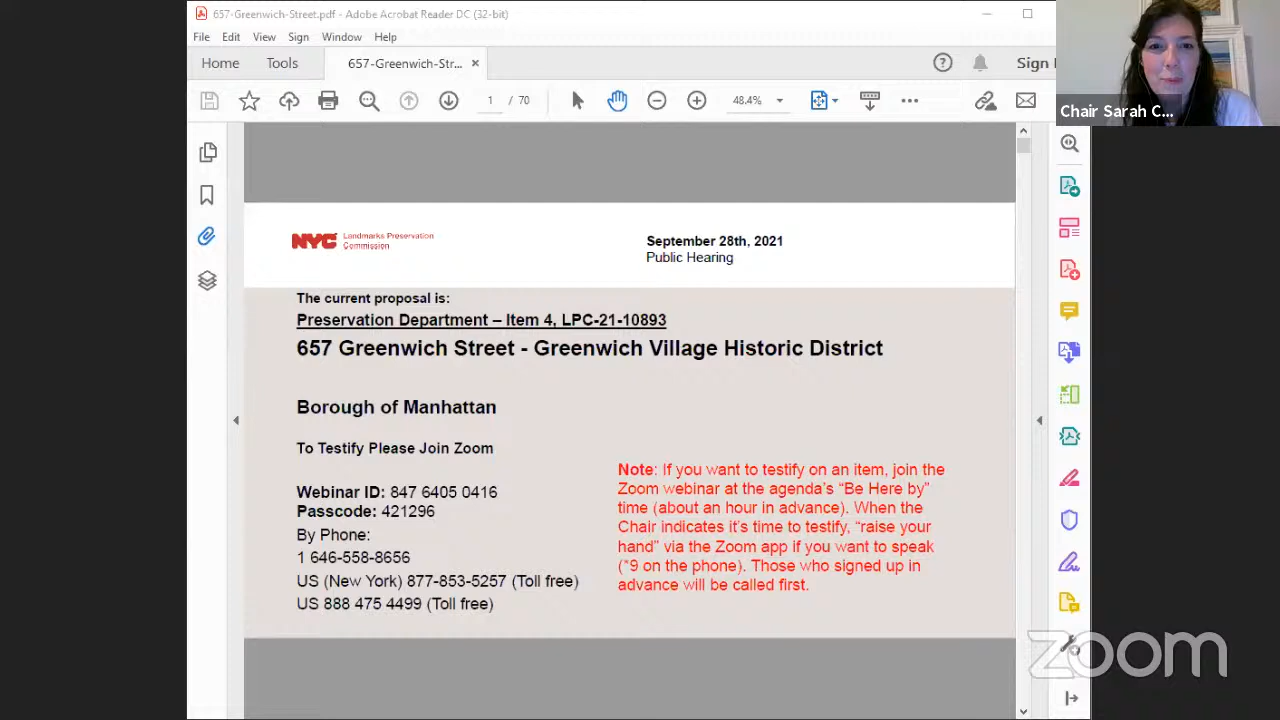 657-Greenwich-Street.pdf - Adobe Acrobat Reader DC (32-bit)
File Edit View Sign Window Help
Home Tools 657-Greenwich-Str... × Sign
1 / 70 48.4%
Chair Sarah C...
NYC Landmarks Preservation
Commission
September 28th, 2021
Public Hearing
The current proposal is:
Preservation Department – Item 4, LPC-21-10893
657 Greenwich Street - Greenwich Village Historic District
Borough of Manhattan
To Testify Please Join Zoom
Webinar ID: 847 6405 0416
Passcode: 421296
By Phone:
1 646-558-8656
US (New York) 877-853-5257 (Toll free)
US 888 475 4499 (Toll free)
Note: If you want to testify on an item, join the
Zoom webinar at the agenda's “Be Here by”
time (about an hour in advance). When the
Chair indicates it's time to testify, “raise your
hand” via the Zoom app if you want to speak
(*9 on the phone). Those who signed up in
advance will be called first.
zoom